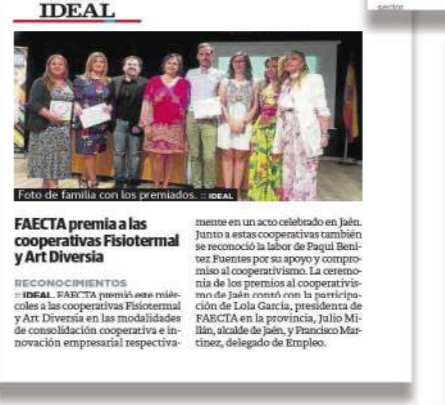 sector
IDEAL
Foto de familia con los premiados. :: IDEAL
FAECTA premia a las
cooperativas Fisiotermal
y Art Diversia
RECONOCIMIENTOS
:: IDEAL. FAECTA premió este miér-
coles a las cooperativas Fisiotermal
y Art Diversia en las modalidades
de consolidación cooperativa e in-
novación empresarial respectiva-
mente en un acto celebrado en Jaén.
Junto a estas cooperativas también
se reconoció la labor de Paqui Bení-
tez Fuentes por su apoyo y compro-
miso al cooperativismo. La ceremo-
nia de los premios al cooperativis-
mo de Jaén contó con la participa-
ción de Lola García, presidenta de
FAECTA en la provincia, Julio Mi-
llán, alcalde de Jaén, y Francisco Mar-
tínez, delegado de Empleo.